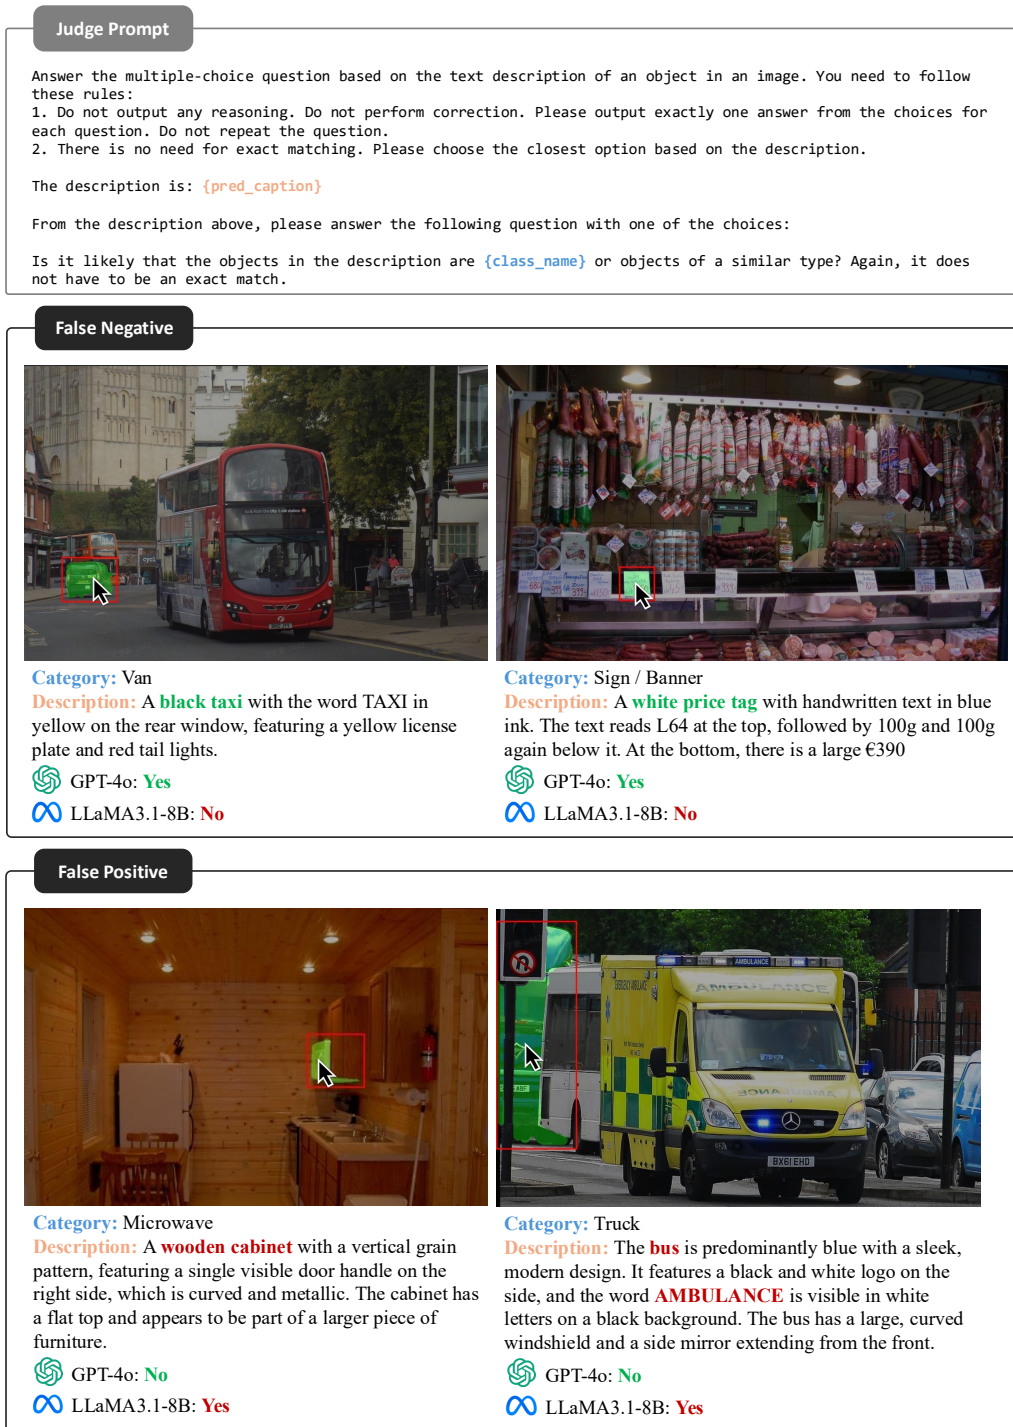 Judge Prompt
Answer the multiple-choice question based on the text description of an object in an image. You need to follow
these rules:
1. Do not output any reasoning. Do not perform correction. Please output exactly one answer from the choices for
each question. Do not repeat the question.
2. There is no need for exact matching. Please choose the closest option based on the description.
The description is: {pred_caption}
From the description above, please answer the following question with one of the choices:
Is it likely that the objects in the description are {class_name} or objects of a similar type? Again, it does
not have to be an exact match.
False Negative
Category: Van
Description: A black taxi with the word TAXI in
yellow on the rear window, featuring a yellow license
plate and red tail lights.
GPT-4o: Yes
LLaMA3.1-8B: No
Category: Sign / Banner
Description: A white price tag with handwritten text in blue
ink. The text reads L64 at the top, followed by 100g and 100g
again below it. At the bottom, there is a large €390
GPT-4o: Yes
LLaMA3.1-8B: No
False Positive
AMBULANCE
AMBULANCE
AMBULANCE
BX61 EHD
Category: Microwave
Description: A wooden cabinet with a vertical grain
pattern, featuring a single visible door handle on the
right side, which is curved and metallic. The cabinet has
a flat top and appears to be part of a larger piece of
furniture.
GPT-4o: No
LLaMA3.1-8B: Yes
Category: Truck
Description: The bus is predominantly blue with a sleek,
modern design. It features a black and white logo on the
side, and the word AMBULANCE is visible in white
letters on a black background. The bus has a large, curved
windshield and a side mirror extending from the front.
GPT-4o: No
LLaMA3.1-8B: Yes